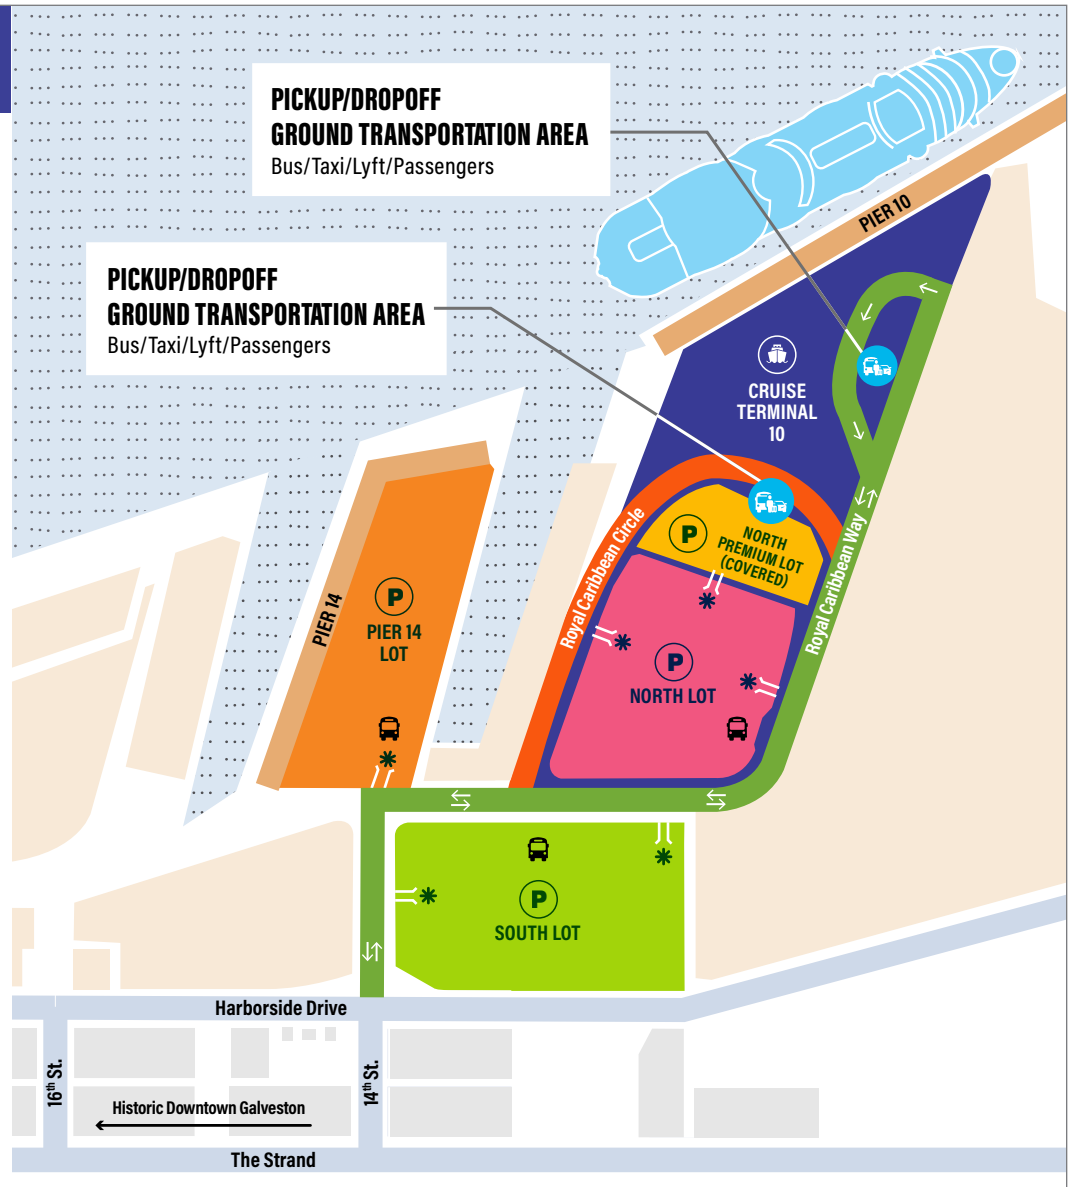 PICKUP/DROPOFF
GROUND TRANSPORTATION AREA
Bus/Taxi/Lyft/Passengers
PIER 10
PICKUP/DROPOFF
GROUND TRANSPORTATION AREA
Bus/Taxi/Lyft/Passengers
CRUISE
TERMINAL
10
Royal Caribbean Circle
P
NORTH
PREMIUM LOT
(COVERED)
Royal Caribbean Way
PIER 14
P
PIER 14
LOT
P
NORTH LOT
P
SOUTH LOT
Harborside Drive
16th St.
14th St.
Historic Downtown Galveston
The Strand